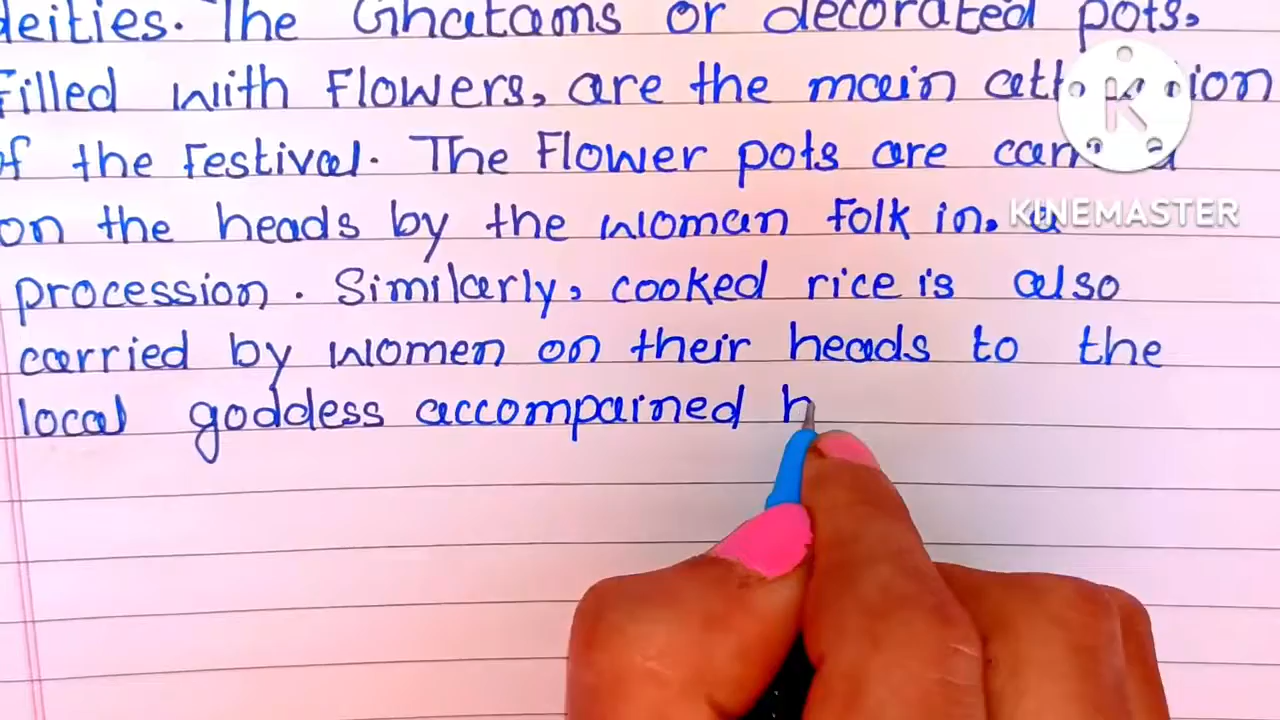 deities. The Ghatams or decorated pots,
filled with flowers, are the main
of the festival. The flower pots are
on the heads by the woman folk in, a
procession. Similarly, cooked rice is also
carried by women on their heads to the
local goddess accompained
KINEMASTER